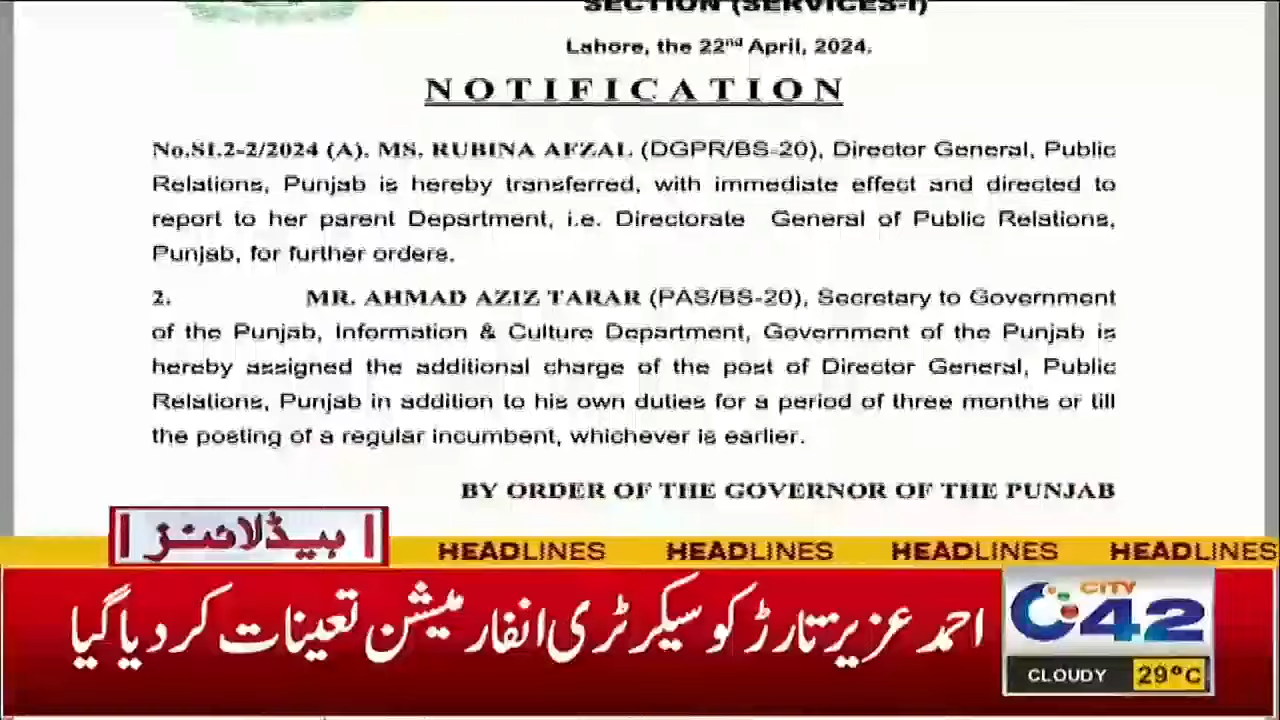 SECTION (SERVICES-I)
Lahore, the 22nd April, 2024.
NOTIFICATION
No.SI.2-2/2024 (A). MS. RUBINA AFZAL (DGPR/BS-20), Director General, Public
Relations, Punjab is hereby transferred, with immediate effect and directed to
report to her parent Department, i.e. Directorate General of Public Relations,
Punjab, for further orders.
2. MR. AHMAD AZIZ TARAR (PAS/BS-20), Secretary to Government
of the Punjab, Information & Culture Department, Government of the Punjab is
hereby assigned the additional charge of the post of Director General, Public
Relations, Punjab in addition to his own duties for a period of three months or till
the posting of a regular incumbent, whichever is earlier.
BY ORDER OF THE GOVERNOR OF THE PUNJAB
ہیڈلائنز
HEADLINES HEADLINES HEADLINES HEADLINES
احمد عزیز تارڑ کو سیکرٹری انفارمیشن تعینات کر دیا گیا
CITY
42
CLOUDY 29°C